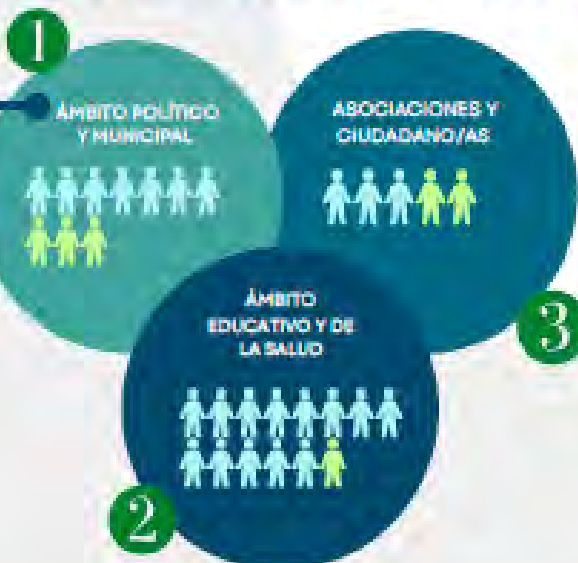 1
ÁMBITO POLÍTICO
Y MUNICIPAL
ASOCIACIONES Y
CIUDADANO/AS
3
ÁMBITO
EDUCATIVO Y DE
LA SALUD
2